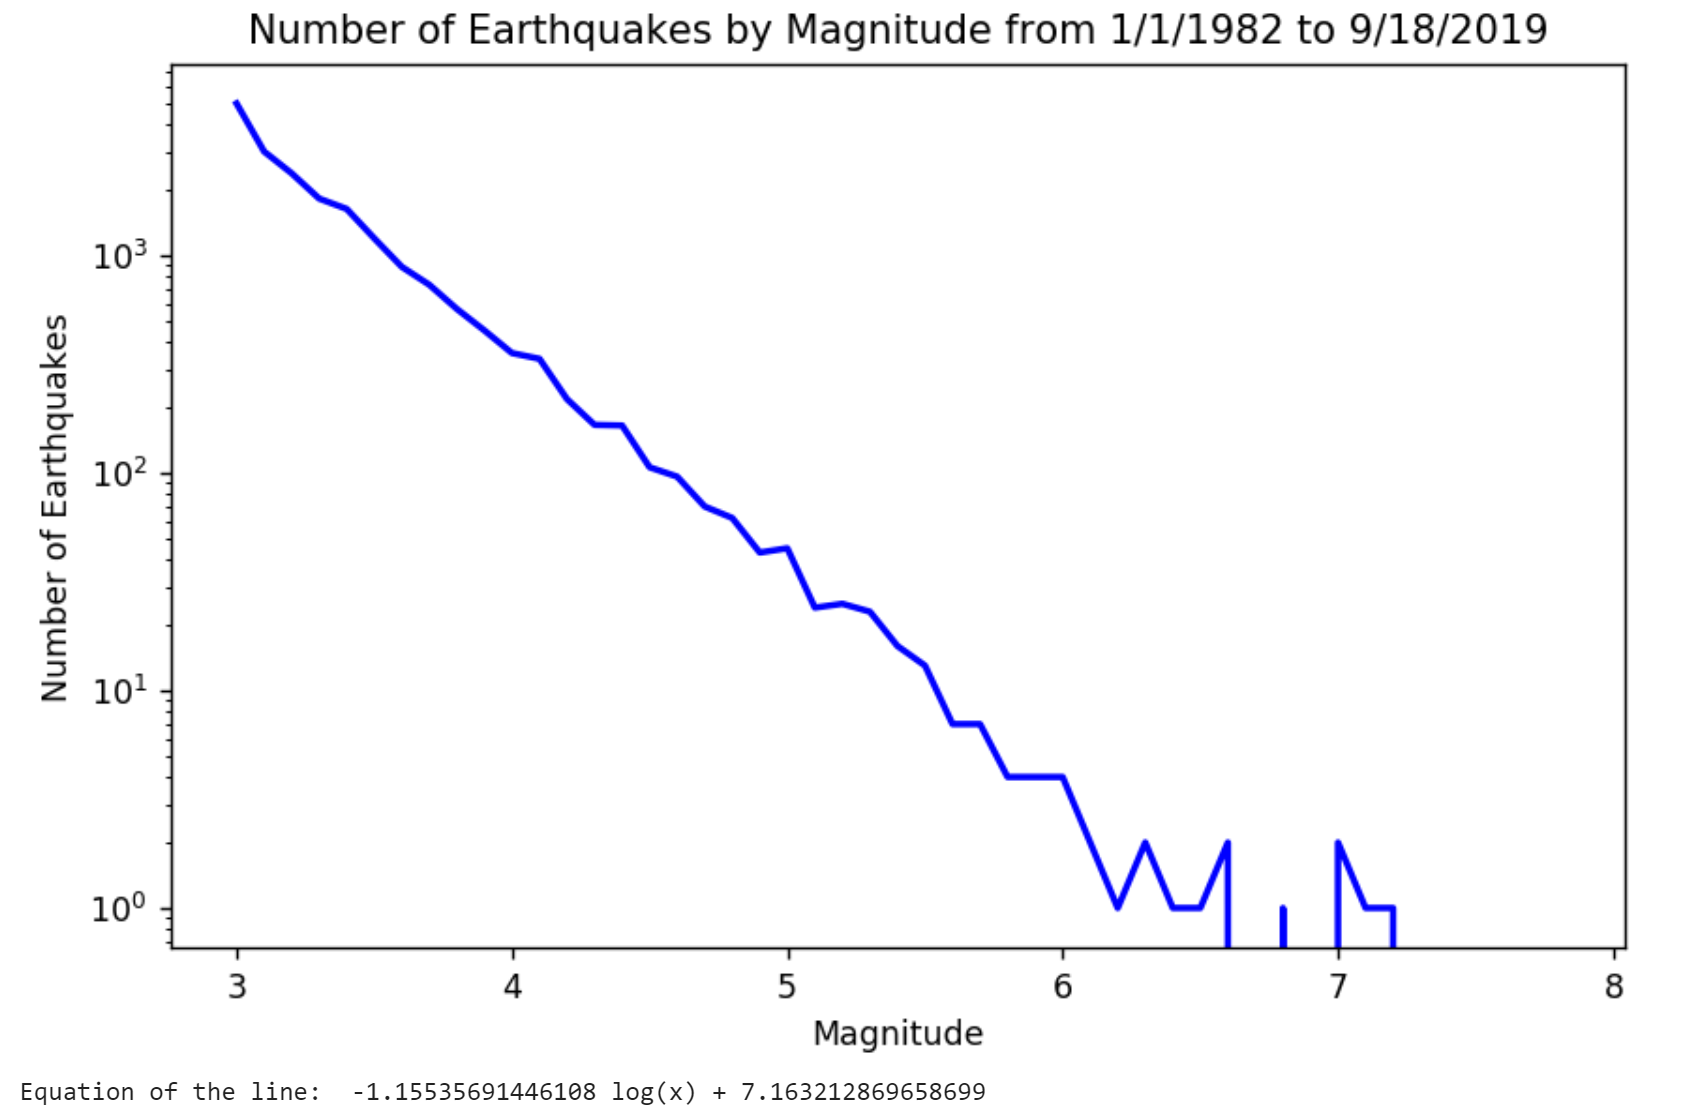 Number of Earthquakes by Magnitude from 1/1/1982 to 9/18/2019
Number of Earthquakes
10³
10²
10¹
10⁰
3 4 5 6 7 8
Magnitude
Equation of the line:  -1.15535691446108 log(x) + 7.163212869658699